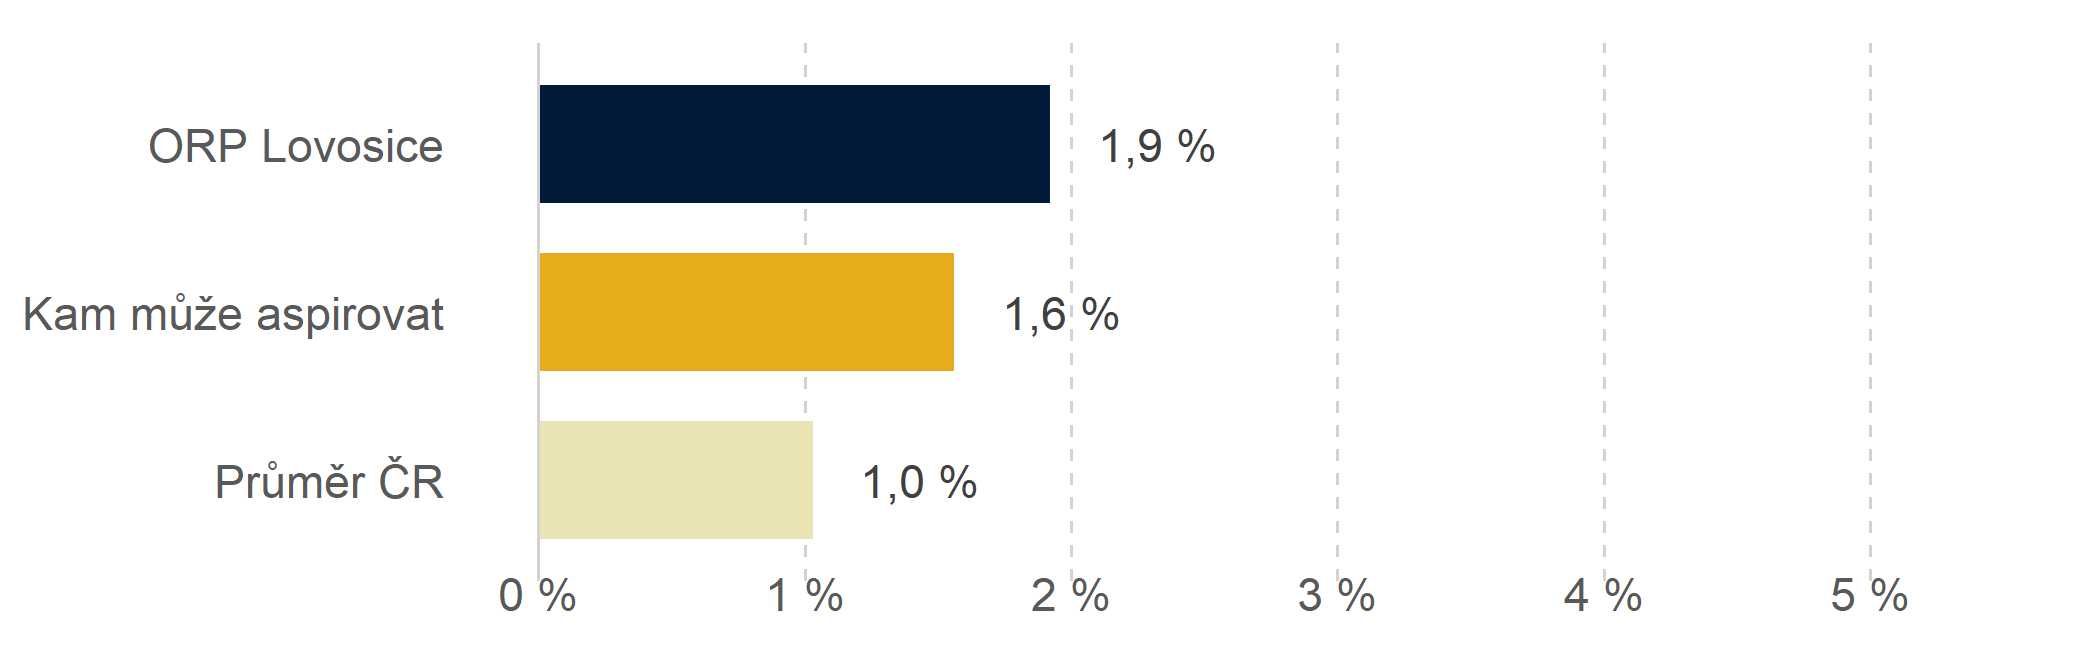 ORP Lovosice
1,9 %
Kam může aspirovat
1,6 %
Průměr ČR
1,0 %
0 % 1 % 2 % 3 % 4 % 5 %